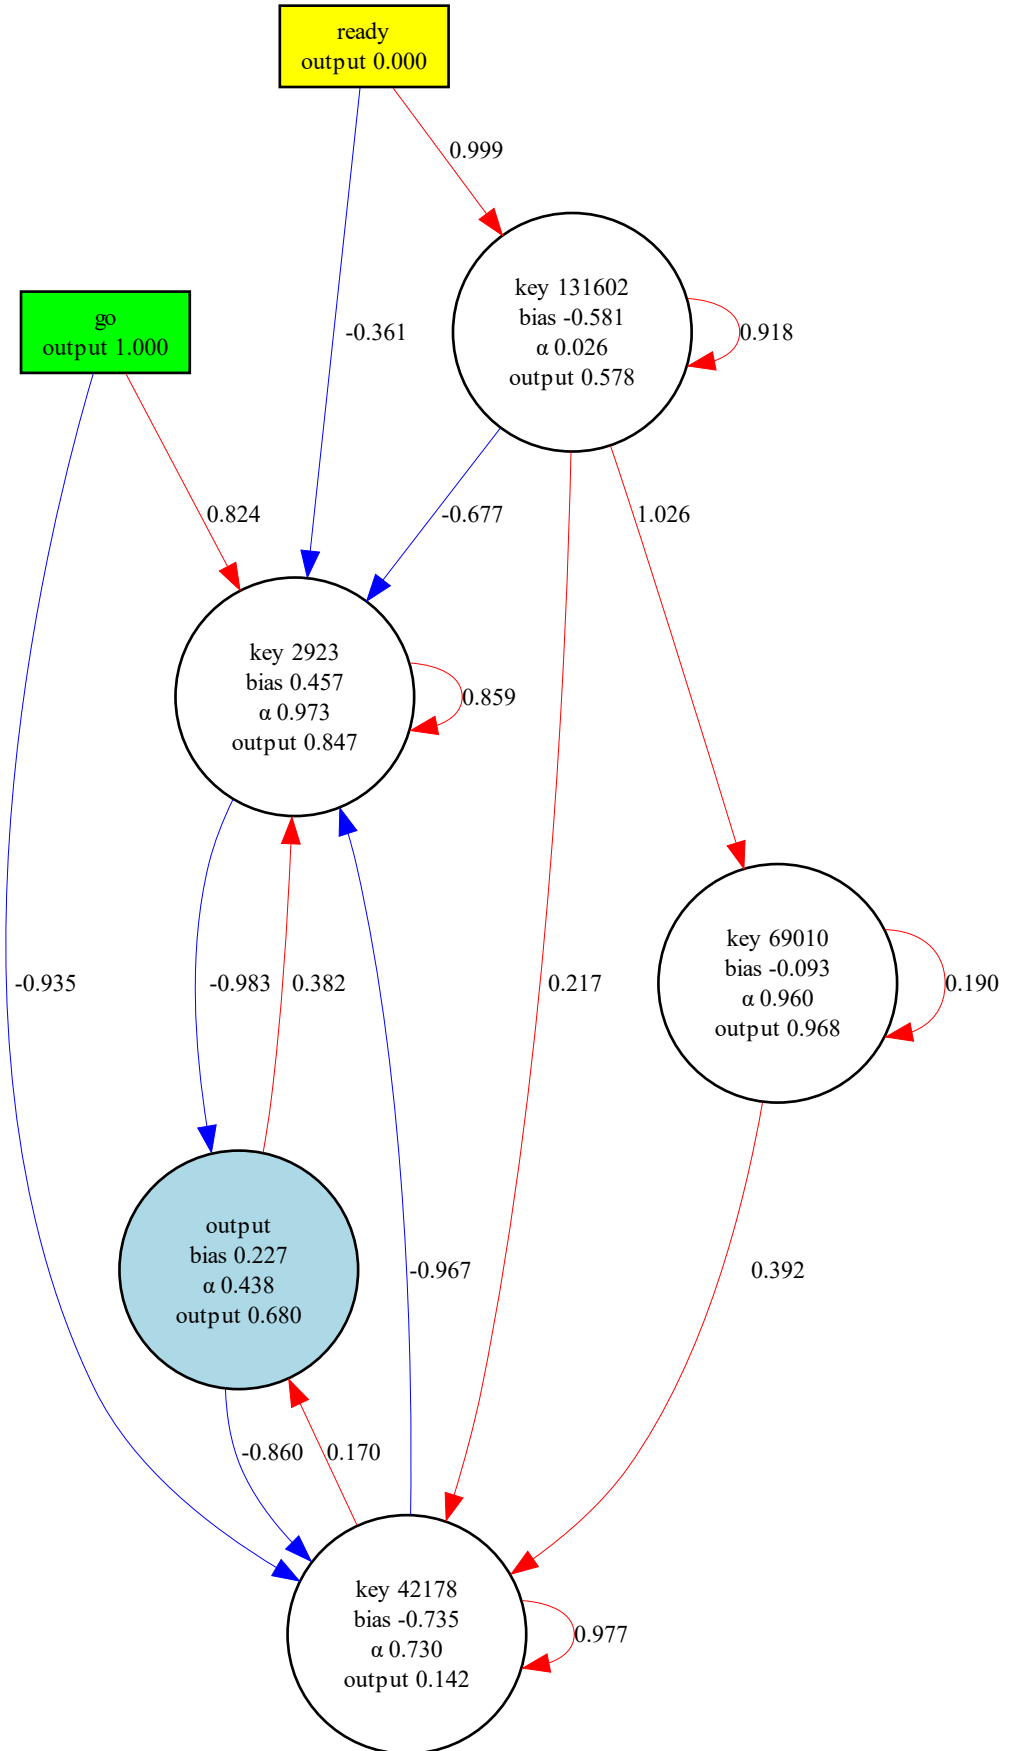 ready
output 0.000
0.999
key 131602
bias -0.581
α 0.026
output 0.578
0.918
go
output 1.000
-0.361
0.824
-0.677
1.026
key 2923
bias 0.457
α 0.973
output 0.847
0.859
key 69010
bias -0.093
α 0.960
output 0.968
0.190
-0.935
-0.983
0.382
0.217
output
bias 0.227
α 0.438
output 0.680
-0.967
0.392
-0.860
0.170
key 42178
bias -0.735
α 0.730
output 0.142
0.977